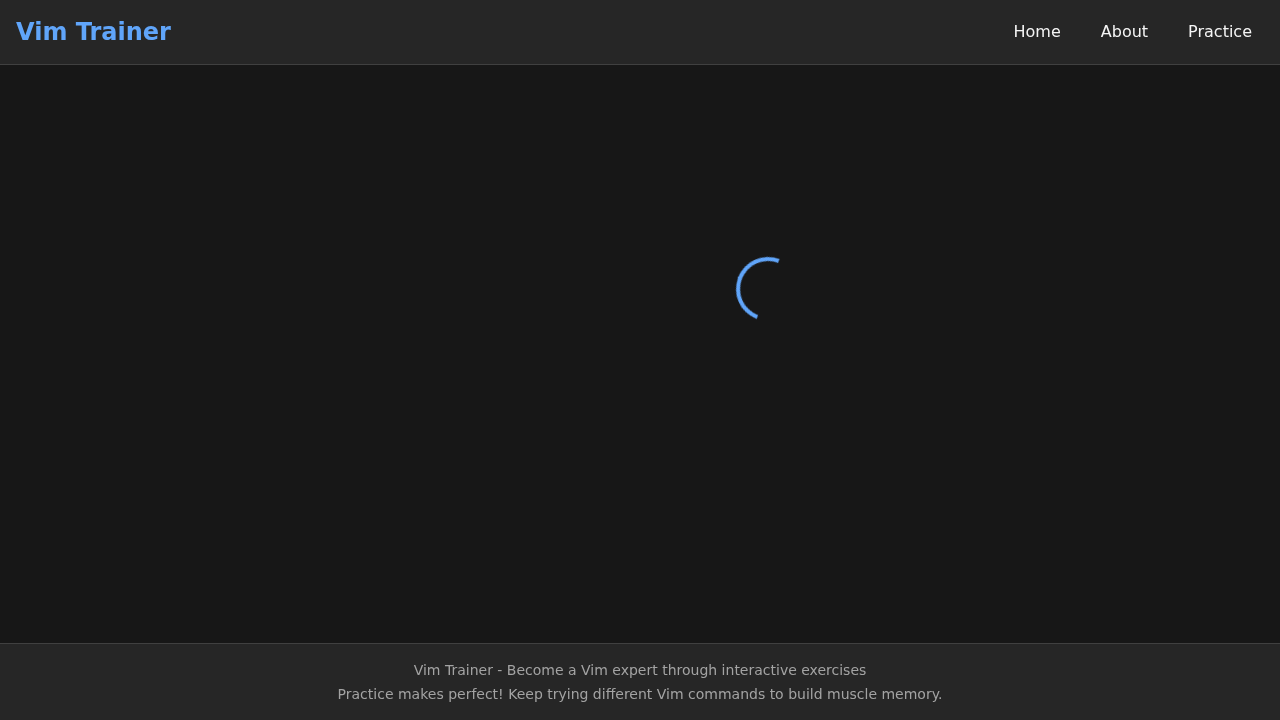 Vim Trainer
Home
About
Practice
Vim Trainer - Become a Vim expert through interactive exercises
Practice makes perfect! Keep trying different Vim commands to build muscle memory.